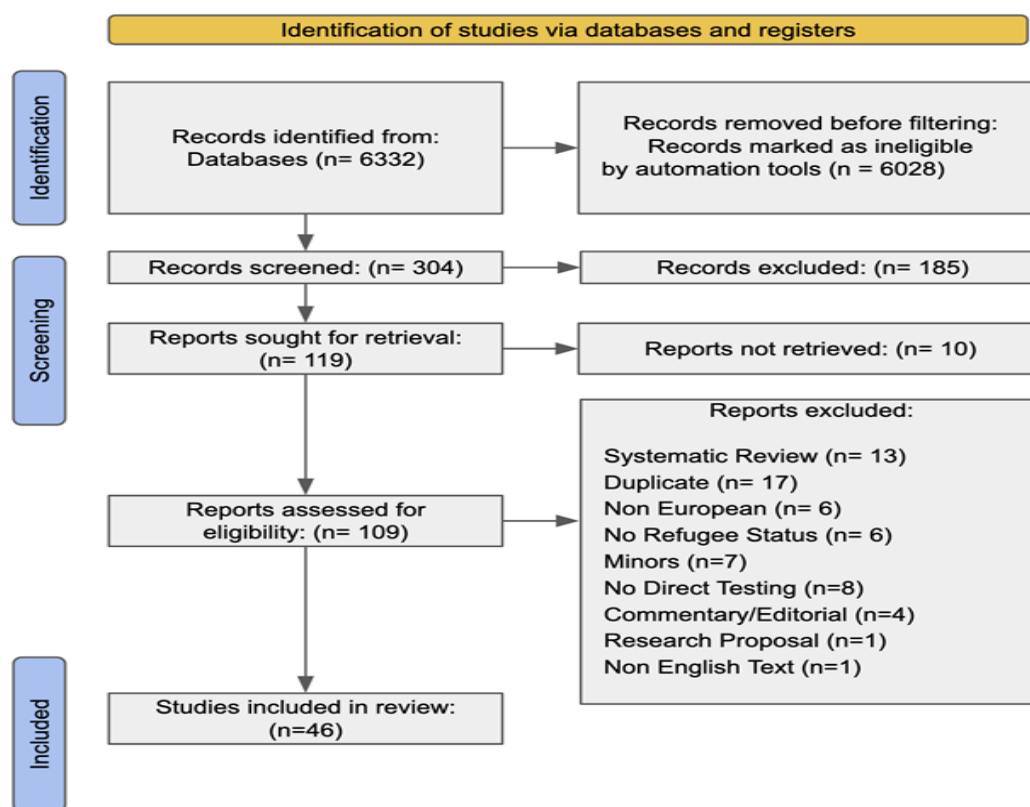 Identification of studies via databases and registers
Identification
Records identified from:
Databases (n= 6332)
Records removed before filtering:
Records marked as ineligible
by automation tools (n = 6028)
Screening
Records screened: (n= 304)
Records excluded: (n= 185)
Reports sought for retrieval:
(n= 119)
Reports not retrieved: (n= 10)
Reports assessed for
eligibility: (n= 109)
Reports excluded:
Systematic Review (n= 13)
Duplicate (n= 17)
Non European (n= 6)
No Refugee Status (n= 6)
Minors (n=7)
No Direct Testing (n=8)
Commentary/Editorial (n=4)
Research Proposal (n=1)
Non English Text (n=1)
Included
Studies included in review:
(n=46)